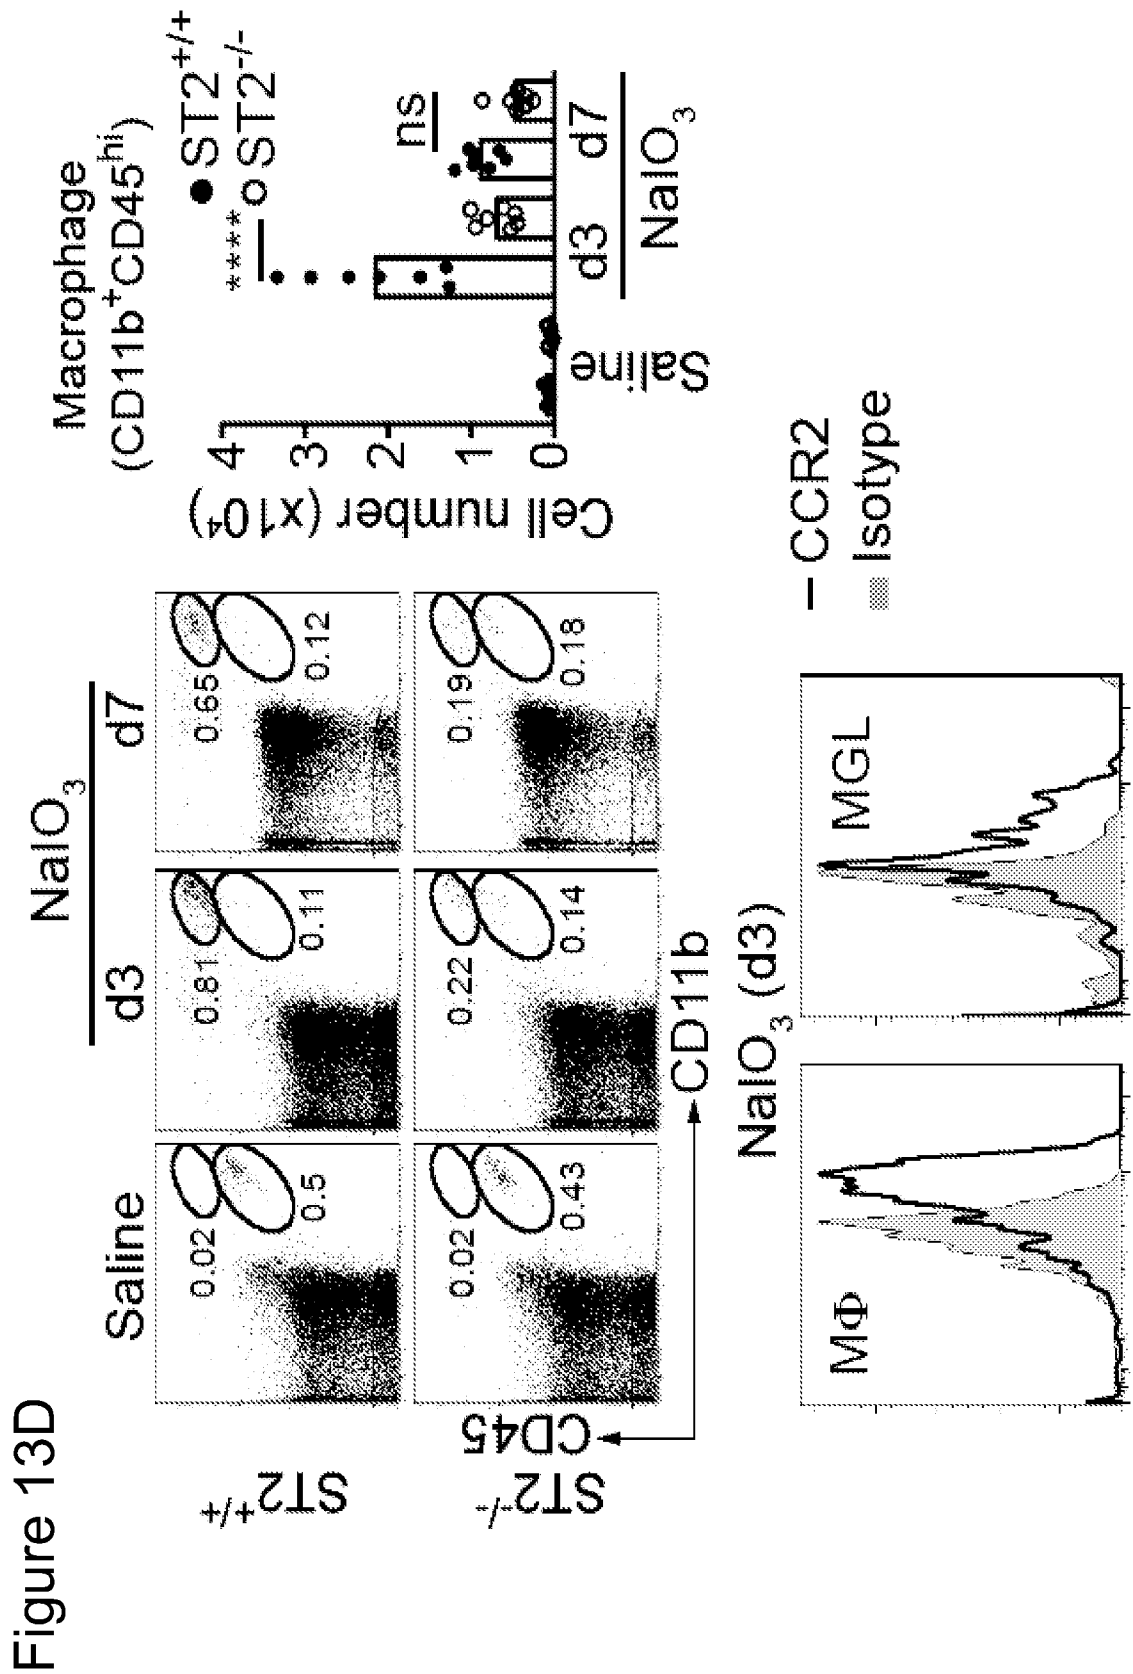 Figure 13D
Saline
NaIO3
d3
d7
ST2+/+
0.02
0.5
0.81
0.11
0.65
0.12
ST2-/-
0.02
0.43
0.22
0.14
0.19
0.18
CD45
CD11b
Macrophage
(CD11b+CD45hi)
ST2+/+
ST2-/-
****
ns
Cell number (x10⁴)
4
3
2
1
0
Saline
d3
d7
NaIO3
NaIO3 (d3)
MΦ
MGL
CCR2
Isotype